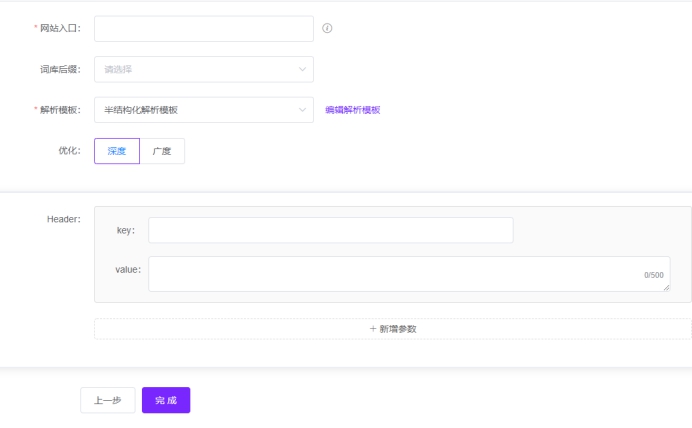 * 网站入口：
词库后缀： 请选择
* 解析模板： 半结构化解析模板 编辑解析模板
优化： 深度 广度
Header:
key:
value:
0/500
+ 新增参数
上一步 完成